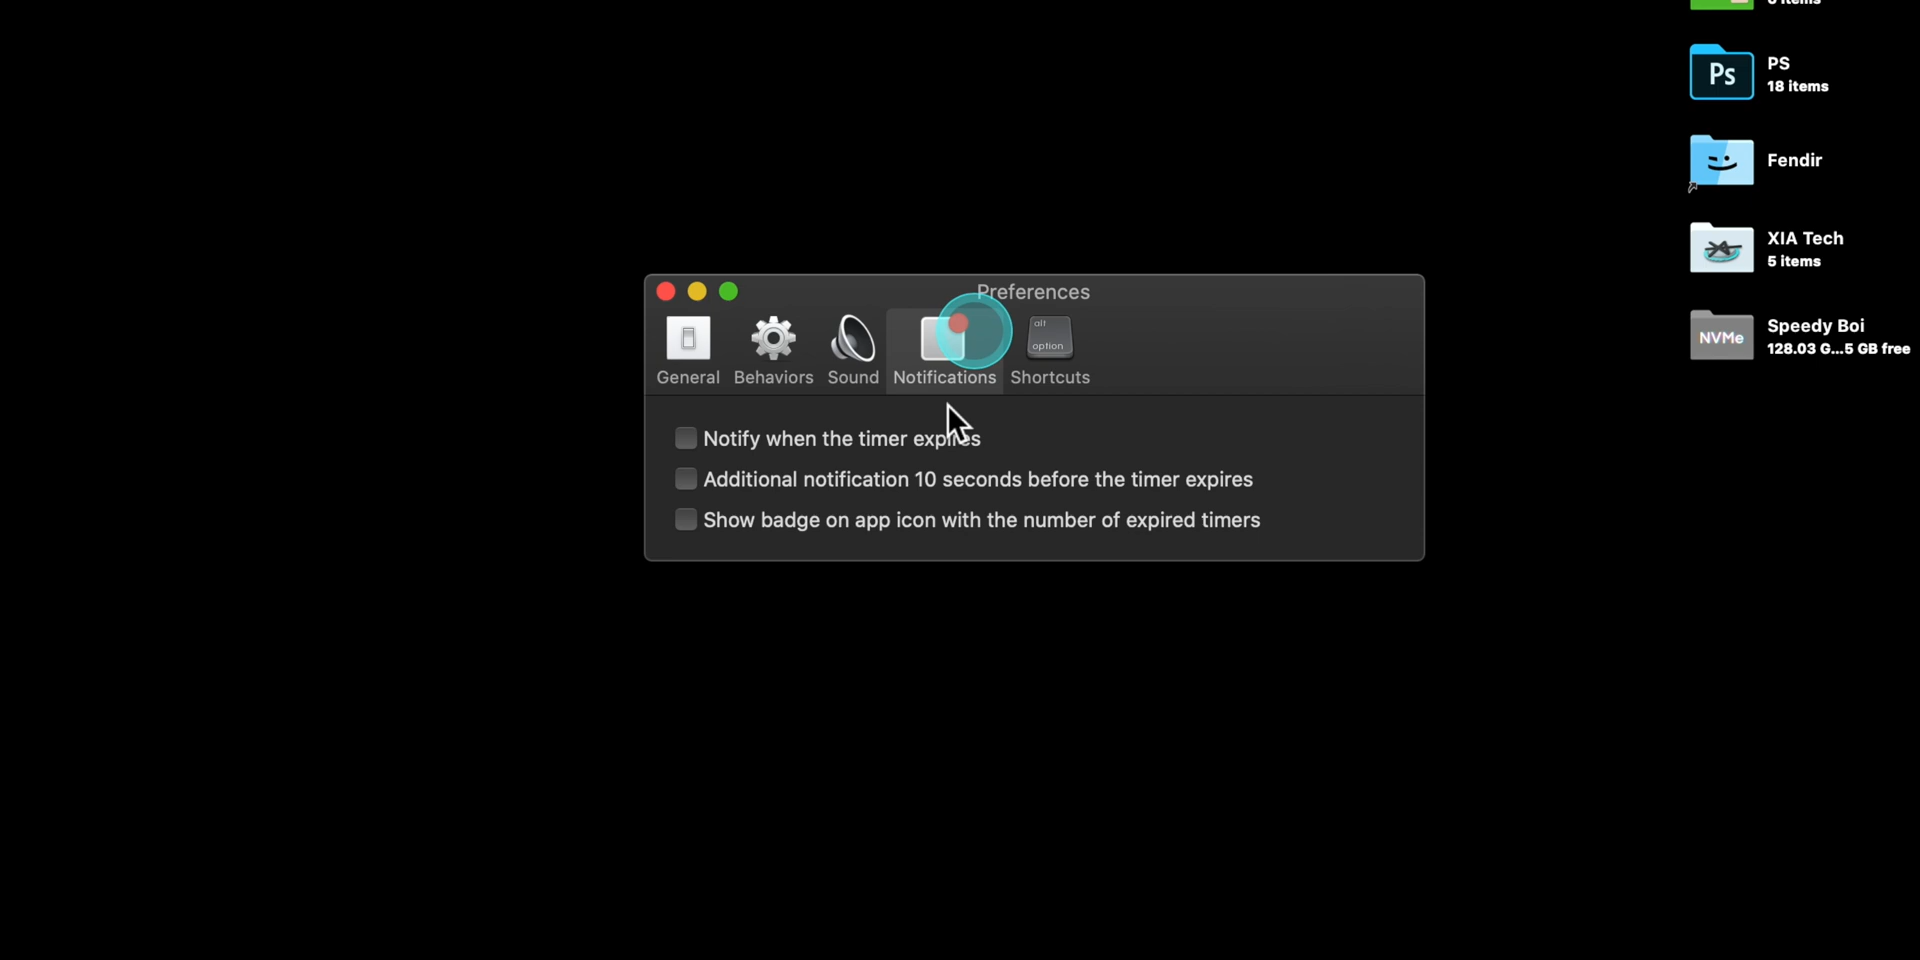 PS
18 items
Ps
Fendir
XIA Tech
5 items
NVMe
Speedy Boi
128.03 G...5 GB free
Preferences
alt
option
General Behaviors Sound Notifications Shortcuts
Notify when the timer expires
Additional notification 10 seconds before the timer expires
Show badge on app icon with the number of expired timers